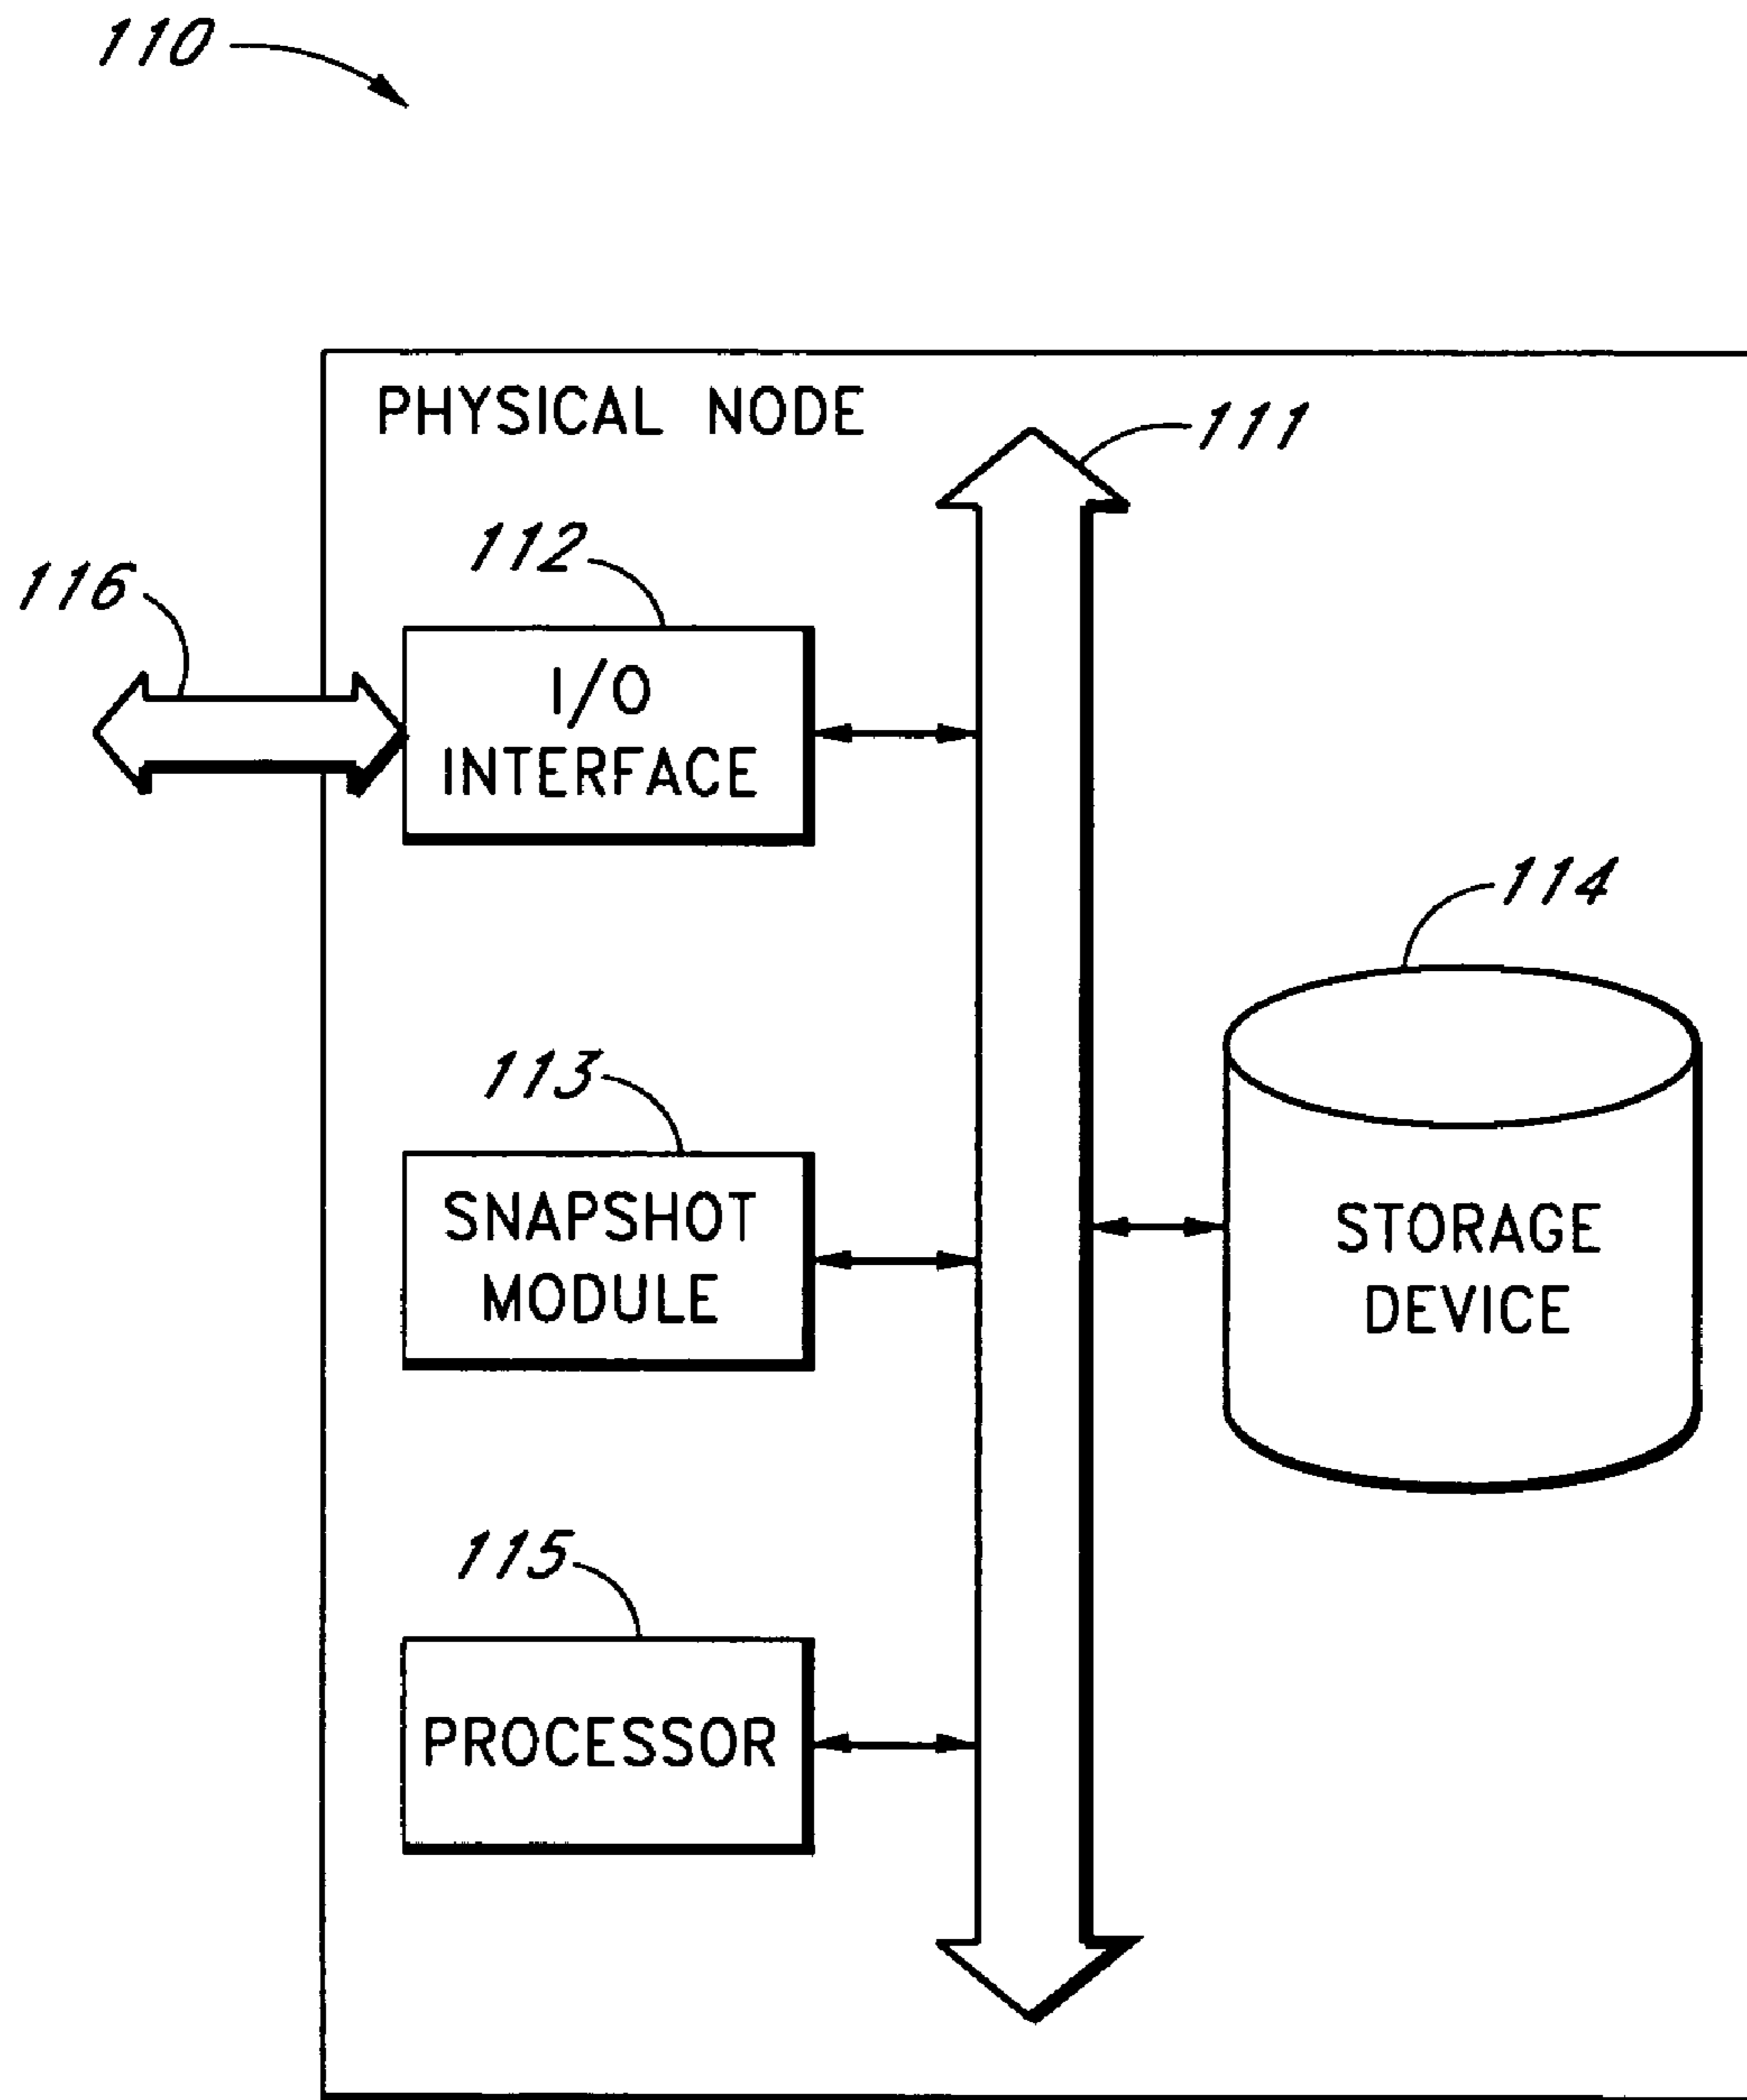 110
PHYSICAL NODE
111
112
116
I/O
INTERFACE
114
113
SNAPSHOT
MODULE
STORAGE
DEVICE
115
PROCESSOR